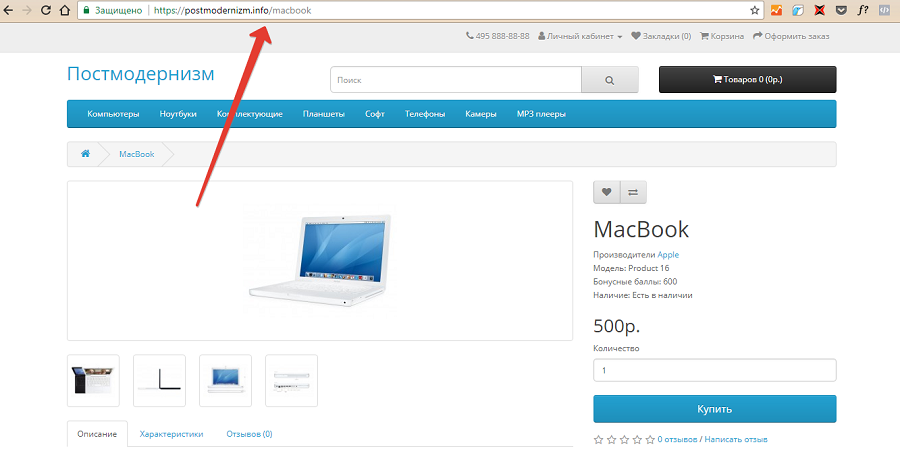 Защищено https://postmodernizm.info/macbook
495 888-88-88 Личный кабинет Закладки (0) Корзина Оформить заказ
Постмодернизм Поиск Товаров 0 (0р.)
Компьютеры Ноутбуки Комплектующие Планшеты Софт Телефоны Камеры MP3 плееры
MacBook
MacBook
Производители Apple
Модель: Product 16
Бонусные баллы: 600
Наличие: Есть в наличии
500р.
Количество
1
Купить
Описание Характеристики Отзывов (0)
0 отзывов / Написать отзыв